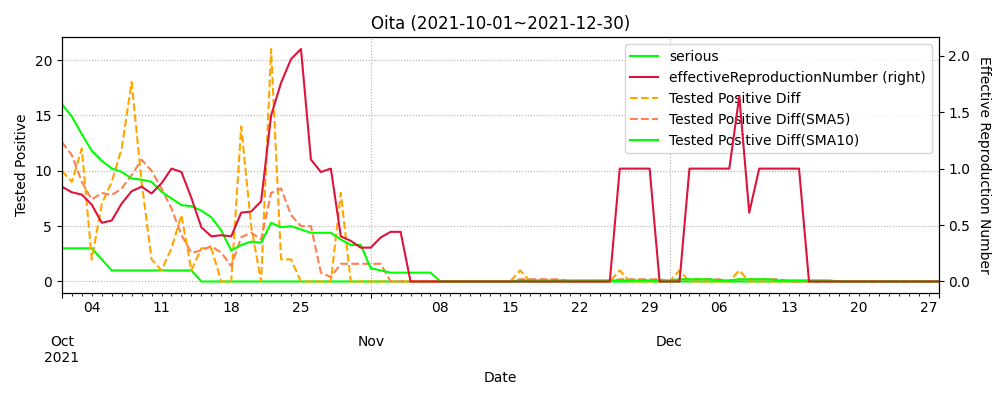 Oita (2021-10-01~2021-12-30)
serious
effectiveReproductionNumber (right)
Tested Positive Diff
Tested Positive Diff(SMA5)
Tested Positive Diff(SMA10)
Tested Positive
20
15
10
5
0
Effective Reproduction Number
2.0
1.5
1.0
0.5
0.0
04 11 18 25 08 15 22 29 06 13 20 27
Oct Nov Dec
2021
Date